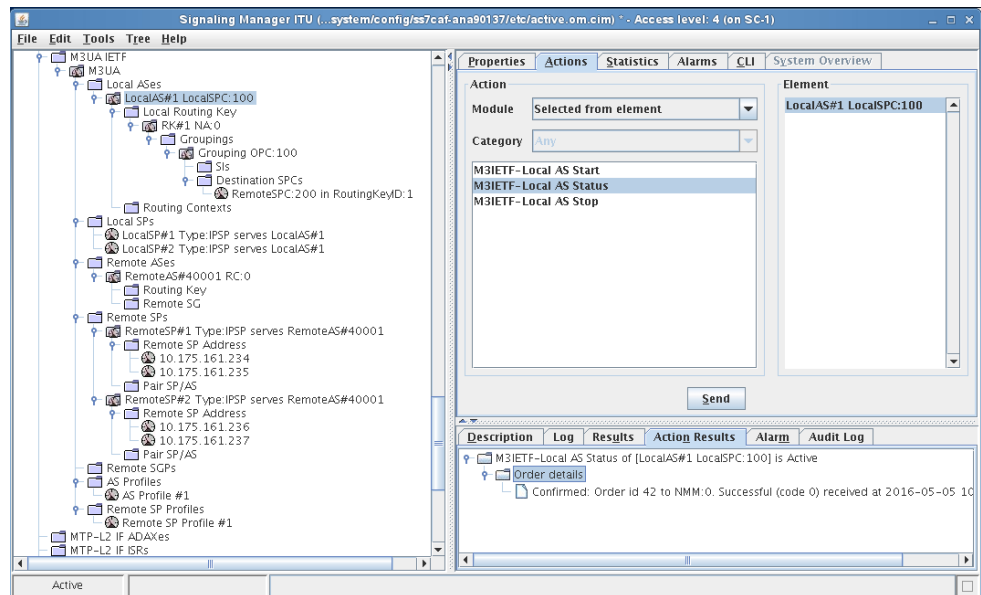 Signaling Manager ITU (...system/config/ss7caf-ana90137/etc/active.om.cim) * - Access level: 4 (on SC-1)
File Edit Tools Tree Help
M3UA IETF
M3UA
Local ASes
LocalAS#1 LocalSPC:100
Local Routing Key
RK#1 NA:0
Groupings
Grouping OPC:100
SIs
Destination SPCs
RemoteSPC:200 in RoutingKeyID:1
Routing Contexts
Local SPs
LocalSP#1 Type:IPSP serves LocalAS#1
LocalSP#2 Type:IPSP serves LocalAS#1
Remote ASes
RemoteAS#40001 RC:0
Routing Key
Remote SG
Remote SPs
RemoteSP#1 Type:IPSP serves RemoteAS#40001
Remote SP Address
10.175.161.234
10.175.161.235
Pair SP/AS
RemoteSP#2 Type:IPSP serves RemoteAS#40001
Remote SP Address
10.175.161.236
10.175.161.237
Pair SP/AS
Remote SGPs
AS Profiles
AS Profile #1
Remote SP Profiles
Remote SP Profile #1
MTP-L2 IF ADAXes
MTP-L2 IF ISRs
Properties Actions Statistics Alarms CLI System Overview
Action
Module Selected from element
Category Any
M3IETF-Local AS Start
M3IETF-Local AS Status
M3IETF-Local AS Stop
Element
LocalAS#1 LocalSPC:100
Send
Description Log Results Action Results Alarm Audit Log
M3IETF-Local AS Status of [LocalAS#1 LocalSPC:100] is Active
Order details
Confirmed: Order id 42 to NMM:0. Successful (code 0) received at 2016-05-05 10
Active